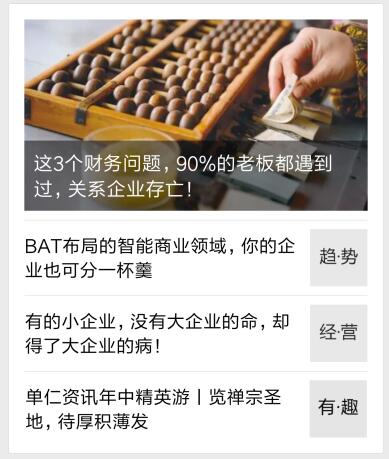 这3个财务问题，90%的老板都遇到
过，关系企业存亡！
BAT布局的智能商业领域，你的企
业也可分一杯羹
趋·势
有的小企业，没有大企业的命，却
得了大企业的病！
经·营
单仁资讯年中精英游丨览禅宗圣
地，待厚积薄发
有·趣